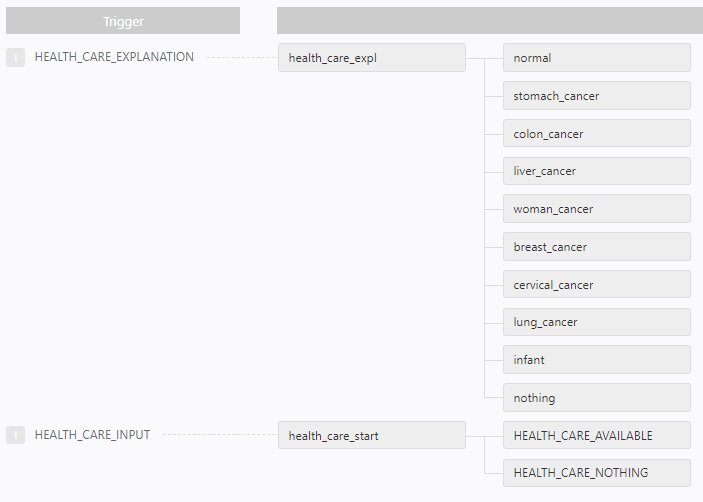 Trigger
HEALTH_CARE_EXPLANATION
health_care_expl
normal
stomach_cancer
colon_cancer
liver_cancer
woman_cancer
breast_cancer
cervical_cancer
lung_cancer
infant
nothing
HEALTH_CARE_INPUT
health_care_start
HEALTH_CARE_AVAILABLE
HEALTH_CARE_NOTHING